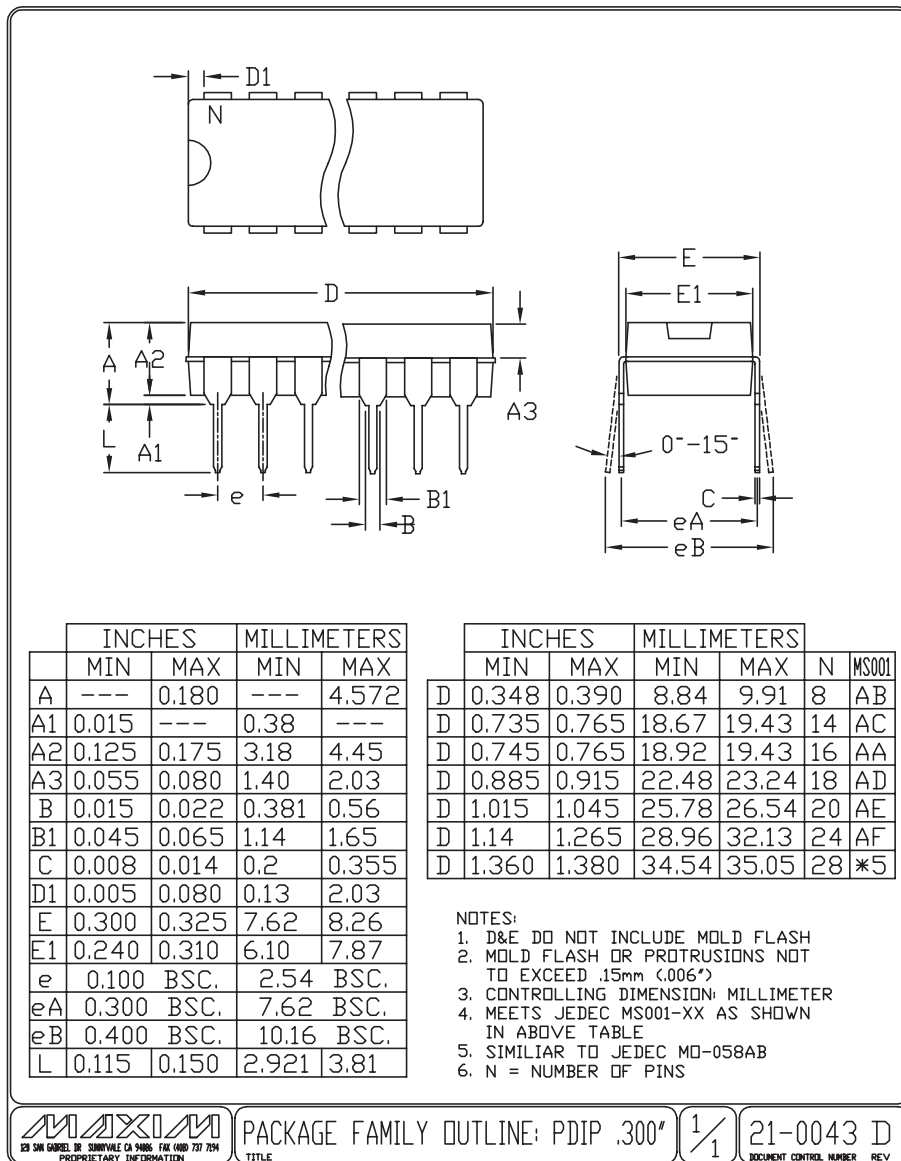 D1
N
E
E1
D
A
A2
A3
L
A1
0°-15°
e
B1
B
C
eA
eB
INCHES MILLIMETERS
MIN MAX MIN MAX
A --- 0.180 --- 4.572
A1 0.015 --- 0.38 ---
A2 0.125 0.175 3.18 4.45
A3 0.055 0.080 1.40 2.03
B 0.015 0.022 0.381 0.56
B1 0.045 0.065 1.14 1.65
C 0.008 0.014 0.2 0.355
D1 0.005 0.080 0.13 2.03
E 0.300 0.325 7.62 8.26
E1 0.240 0.310 6.10 7.87
e 0.100 BSC. 2.54 BSC.
eA 0.300 BSC. 7.62 BSC.
eB 0.400 BSC. 10.16 BSC.
L 0.115 0.150 2.921 3.81
INCHES MILLIMETERS
MIN MAX MIN MAX N MS001
D 0.348 0.390 8.84 9.91 8 AB
D 0.735 0.765 18.67 19.43 14 AC
D 0.745 0.765 18.92 19.43 16 AA
D 0.885 0.915 22.48 23.24 18 AD
D 1.015 1.045 25.78 26.54 20 AE
D 1.14 1.265 28.96 32.13 24 AF
D 1.360 1.380 34.54 35.05 28 *5
NOTES:
1. D&E DO NOT INCLUDE MOLD FLASH
2. MOLD FLASH OR PROTRUSIONS NOT
TO EXCEED .15mm (.006")
3. CONTROLLING DIMENSION: MILLIMETER
4. MEETS JEDEC MS001-XX AS SHOWN
IN ABOVE TABLE
5. SIMILIAR TO JEDEC MO-058AB
6. N = NUMBER OF PINS
MAXIM
120 SAN GABRIEL DR SUNNYVALE CA 94086 FAX (408) 737 7194
PROPRIETARY INFORMATION
PACKAGE FAMILY OUTLINE: PDIP .300"
TITLE
1/1
21-0043 D
DOCUMENT CONTROL NUMBER REV